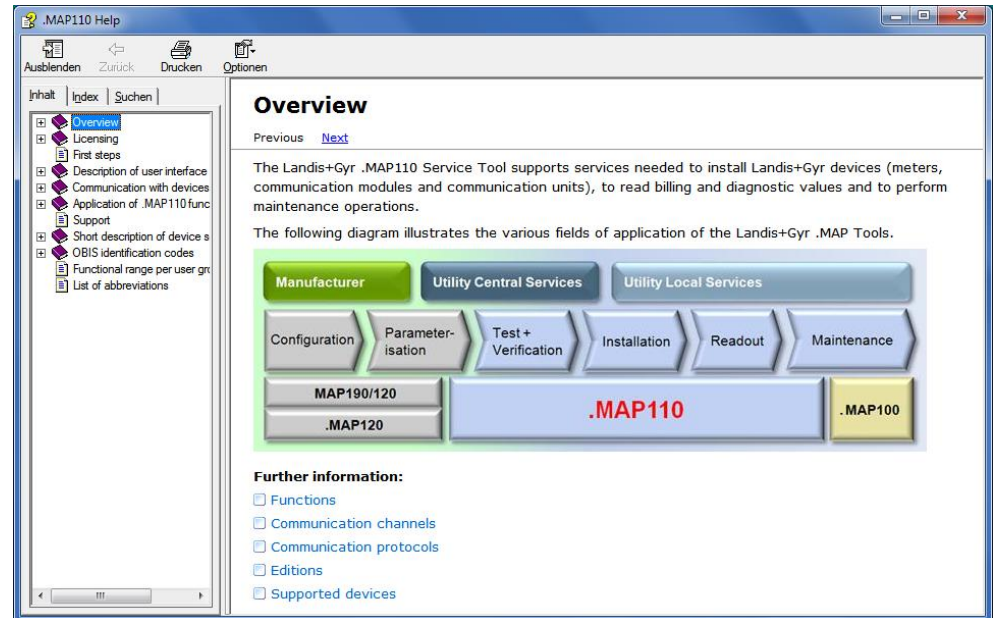 .MAP110 Help
Ausblenden Zurück Drucken Optionen
Inhalt Index Suchen
Overview
Licensing
First steps
Description of user interface
Communication with devices
Application of .MAP110 func
Support
Short description of device s
OBIS identification codes
Functional range per user gr
List of abbreviations
Overview
Previous Next
The Landis+Gyr .MAP110 Service Tool supports services needed to install Landis+Gyr devices (meters,
communication modules and communication units), to read billing and diagnostic values and to perform
maintenance operations.
The following diagram illustrates the various fields of application of the Landis+Gyr .MAP Tools.
Manufacturer Utility Central Services Utility Local Services
Configuration
Parameter-
isation
Test +
Verification
Installation
Readout
Maintenance
MAP190/120
.MAP120
.MAP110
.MAP100
Further information:
Functions
Communication channels
Communication protocols
Editions
Supported devices